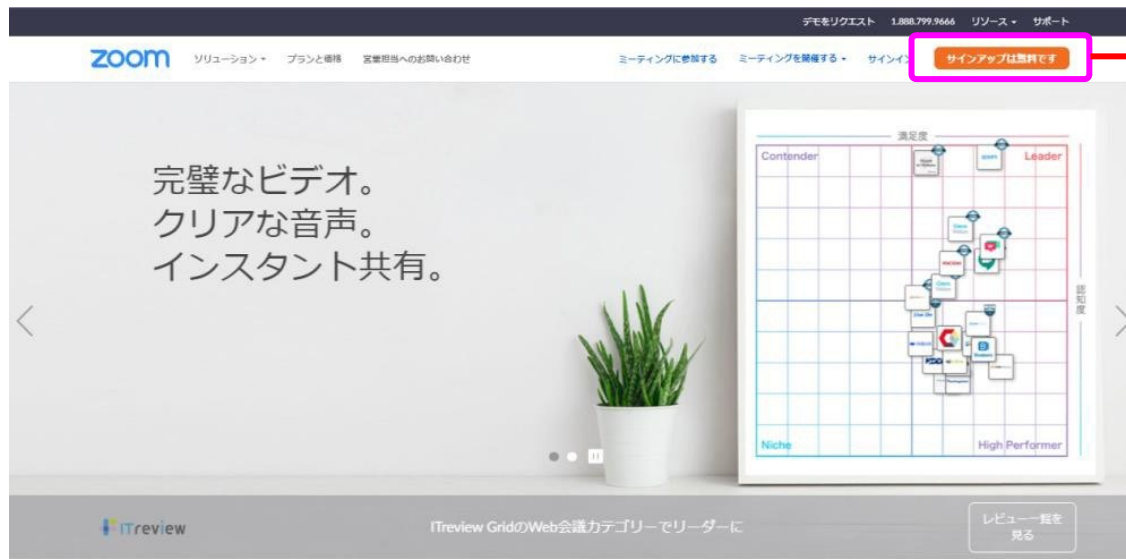 デモをリクエスト 1.888.799.9666 リソース サポート
zoom ソリューション プランと価格 営業担当へのお問い合わせ ミーティングに参加する ミーティングを開催する サインイン サインアップは無料です
満足度
Contender Leader
完璧なビデオ。
クリアな音声。
インスタント共有。
認知度
Niche High Performer
ITreview ITreview GridのWeb会議カテゴリーでリーダーに レビュー一覧を
見る